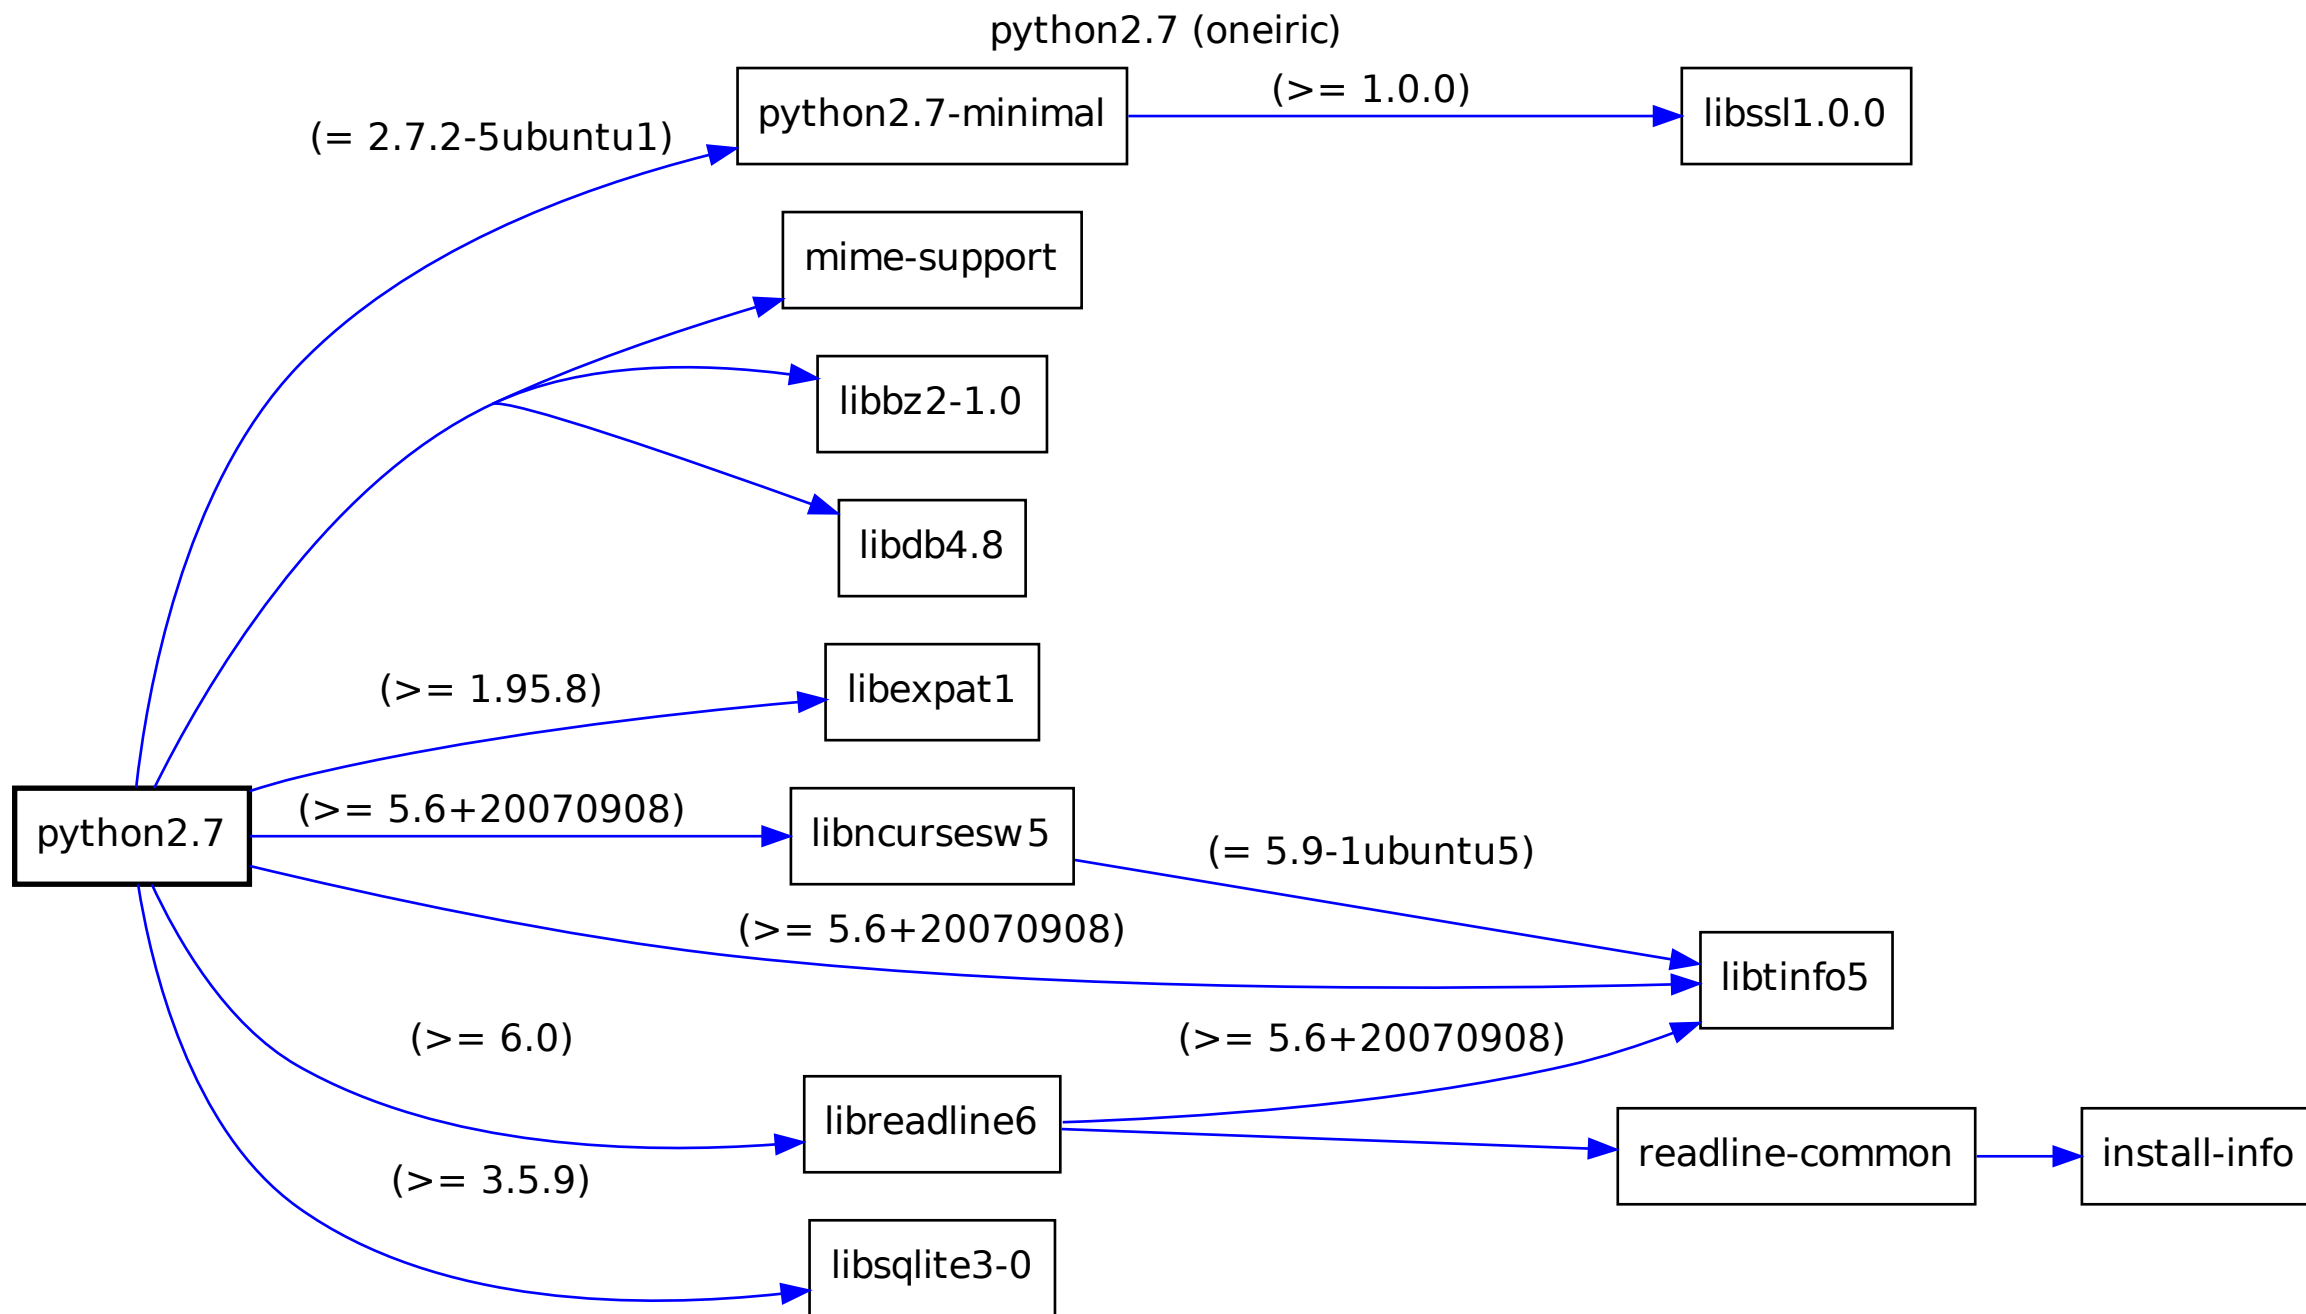 python2.7 (oneiric)
python2.7-minimal
(>= 1.0.0)
libssl1.0.0
(= 2.7.2-5ubuntu1)
mime-support
libbz2-1.0
libdb4.8
(>= 1.95.8)
libexpat1
python2.7
(>= 5.6+20070908)
libncursesw5
(= 5.9-1ubuntu5)
(>= 5.6+20070908)
libtinfo5
(>= 6.0)
(>= 5.6+20070908)
libreadline6
readline-common
install-info
(>= 3.5.9)
libsqlite3-0